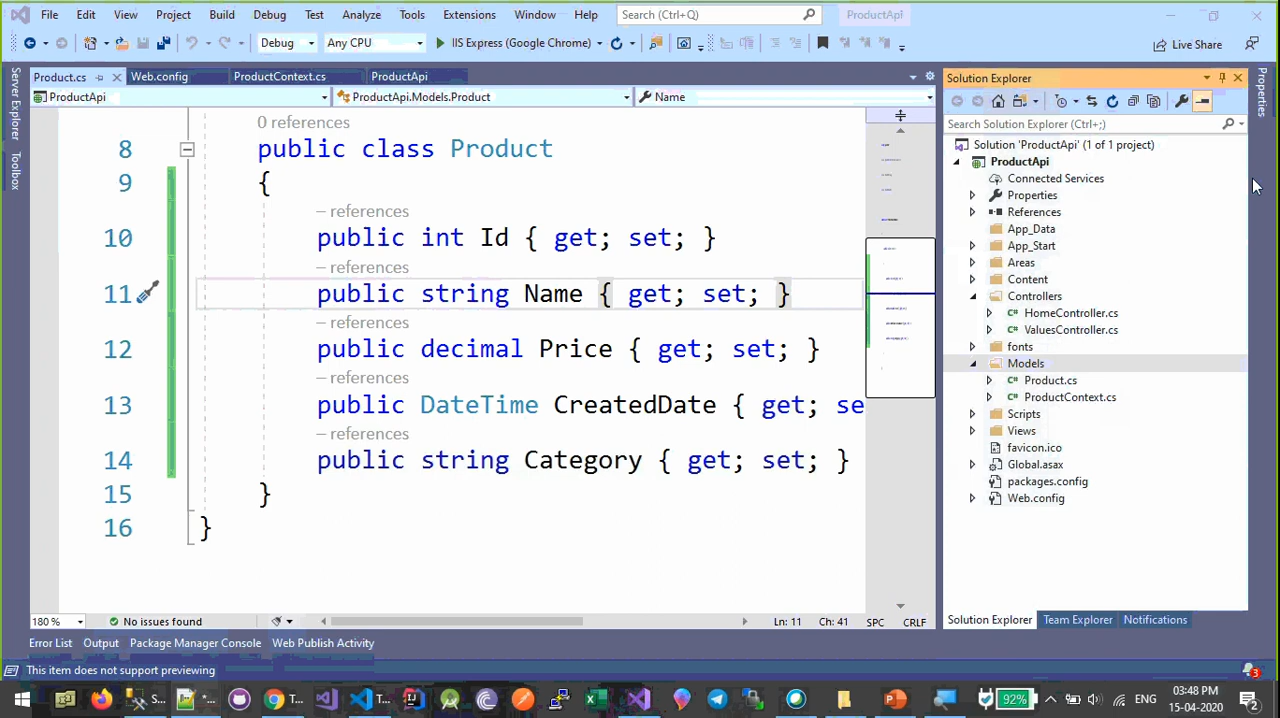 File Edit View Project Build Debug Test Analyze Tools Extensions Window Help Search (Ctrl+Q) ProductApi
Debug Any CPU IIS Express (Google Chrome) Live Share
Product.cs Web.config ProductContext.cs ProductApi
ProductApi ProductApi.Models.Product Name
0 references
8 public class Product
9 {
– references
10 public int Id { get; set; }
– references
11 public string Name { get; set; }
– references
12 public decimal Price { get; set; }
– references
13 public DateTime CreatedDate { get; se
– references
14 public string Category { get; set; }
15 }
16 }
180 % No issues found Ln: 11 Ch: 41 SPC CRLF
Server Explorer
Toolbox
Solution Explorer
Search Solution Explorer (Ctrl+;)
Solution 'ProductApi' (1 of 1 project)
ProductApi
Connected Services
Properties
References
App_Data
App_Start
Areas
Content
Controllers
HomeController.cs
ValuesController.cs
fonts
Models
Product.cs
ProductContext.cs
Scripts
Views
favicon.ico
Global.asax
packages.config
Web.config
Solution Explorer Team Explorer Notifications
Properties
Error List Output Package Manager Console Web Publish Activity
This item does not support previewing 3
S... T... T... 92% ENG 03:48 PM
15-04-2020 2